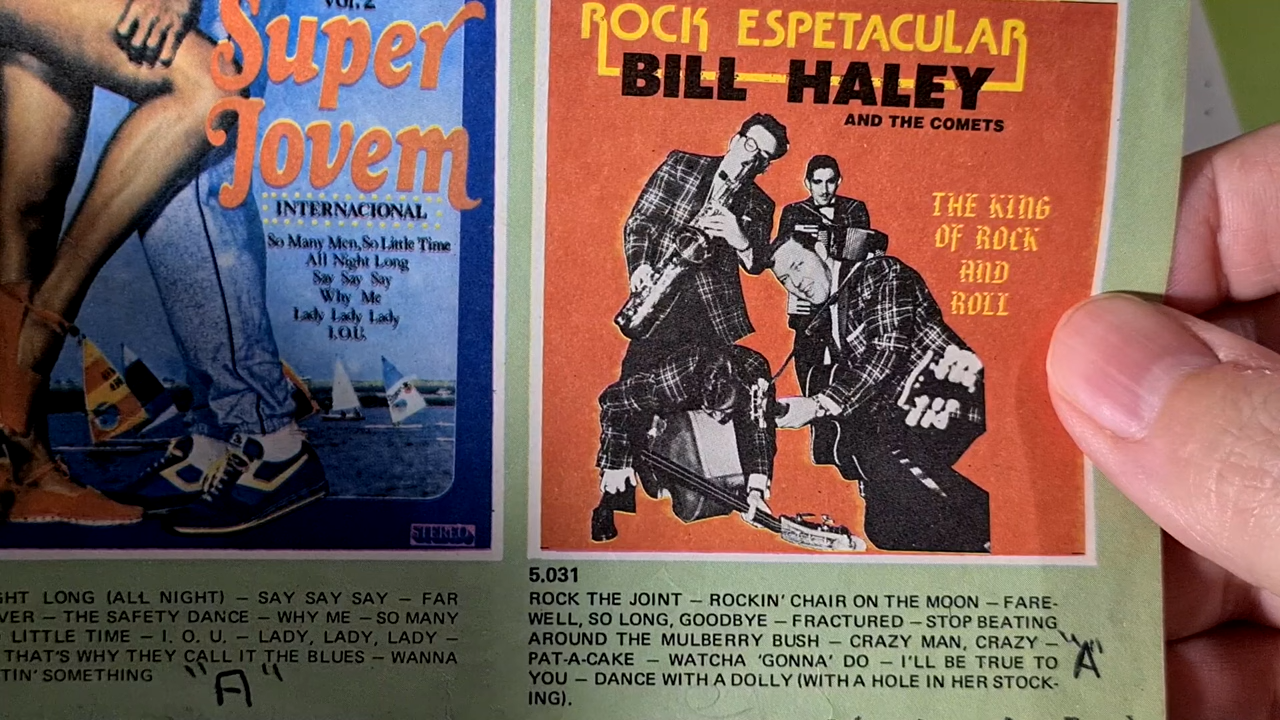 VOL. 2
Super
Jovem
INTERNACIONAL
So Many Men, So Little Time
All Night Long
Say Say Say
Why Me
Lady Lady Lady
I.O.U.
STEREO
GHT LONG (ALL NIGHT) – SAY SAY SAY – FAR
VER – THE SAFETY DANCE – WHY ME – SO MANY
LITTLE TIME – I. O. U. – LADY, LADY, LADY –
THAT'S WHY THEY CALL IT THE BLUES – WANNA
TIN' SOMETHING
"A"
ROCK ESPETACULAR
BILL HALEY
AND THE COMETS
THE KING
OF ROCK
AND
ROLL
5.031
ROCK THE JOINT – ROCKIN' CHAIR ON THE MOON – FARE-
WELL, SO LONG, GOODBYE – FRACTURED – STOP BEATING
AROUND THE MULBERRY BUSH – CRAZY MAN, CRAZY –
PAT-A-CAKE – WATCHA 'GONNA' DO – I'LL BE TRUE TO
YOU – DANCE WITH A DOLLY (WITH A HOLE IN HER STOCK-
ING).
"A"